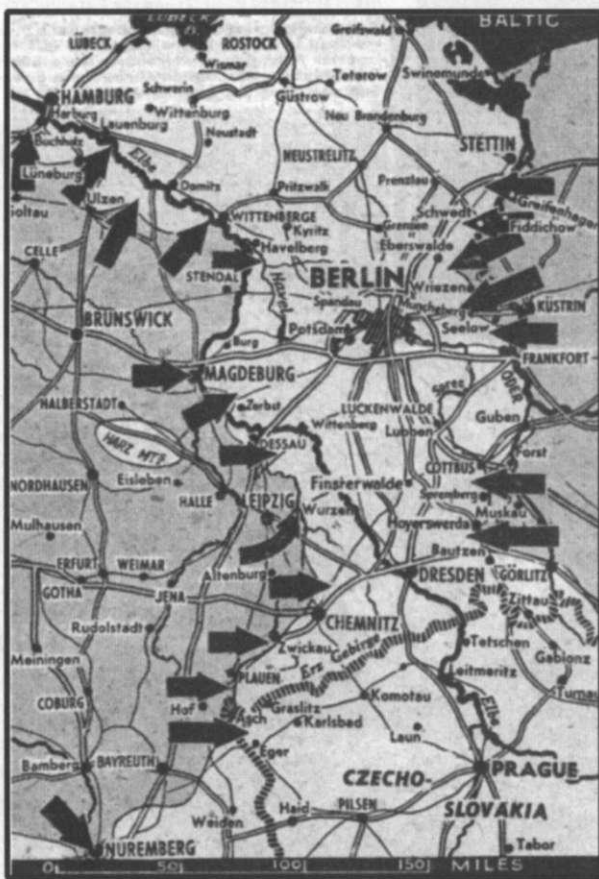 LÜBECK B.
BALTIC
LÜBECK
ROSTOCK
Greifswald
Wismar
Teterow
Swinemunde
HAMBURG
Schwerin
Güstrow
Harburg
Wittenburg
Neu Brandenburg
Lauenburg
Neustadt
STETTIN
Buchholz
Elbe
NEUSTRELITZ
Lüneburg
Domitz
Pritzwalk
Prenzlau
Ulzen
Greifenhagen
Soltau
WITTENBERGE
Schwedt
Kyritz
Gransee
Fiddichow
Havelberg
Eberswalde
CELLE
STENDAL
Havel
BERLIN
Wriezen
Spandau
Muncheberg
KÜSTRIN
BRUNSWICK
Burg
Potsdam
Seelow
FRANKFORT
MAGDEBURG
ODER
Spree
HALBERSTADT
Zerbst
LUCKENWALDE
Wittenberg
Lubben
Guben
HARZ MTS
DESSAU
Forst
COTTBUS
NORDHAUSEN
Eisleben
Finsterwalde
Spremberg
HALLE
LEIPZIG
Wurzen
Muskau
Mulhausen
Hoyerswerda
Bautzen
ERFURT
WEIMAR
Altenburg
DRESDEN
GÖRLITZ
GOTHA
JENA
Zittau
CHEMNITZ
Rudolstadt
Tetschen
Zwickau
Erz Gebirge
Gablonz
Meiningen
PLAUEN
Leitmeritz
COBURG
Hof
Graslitz
Komotau
Turnau
Asch
Karlsbad
Laun
Elbe
Eger
Bamberg
BAYREUTH
PRAGUE
CZECHO-
SLOVAKIA
Weiden
Haid
PILSEN
NUREMBERG
Tabor
0 50 100 150 MILES